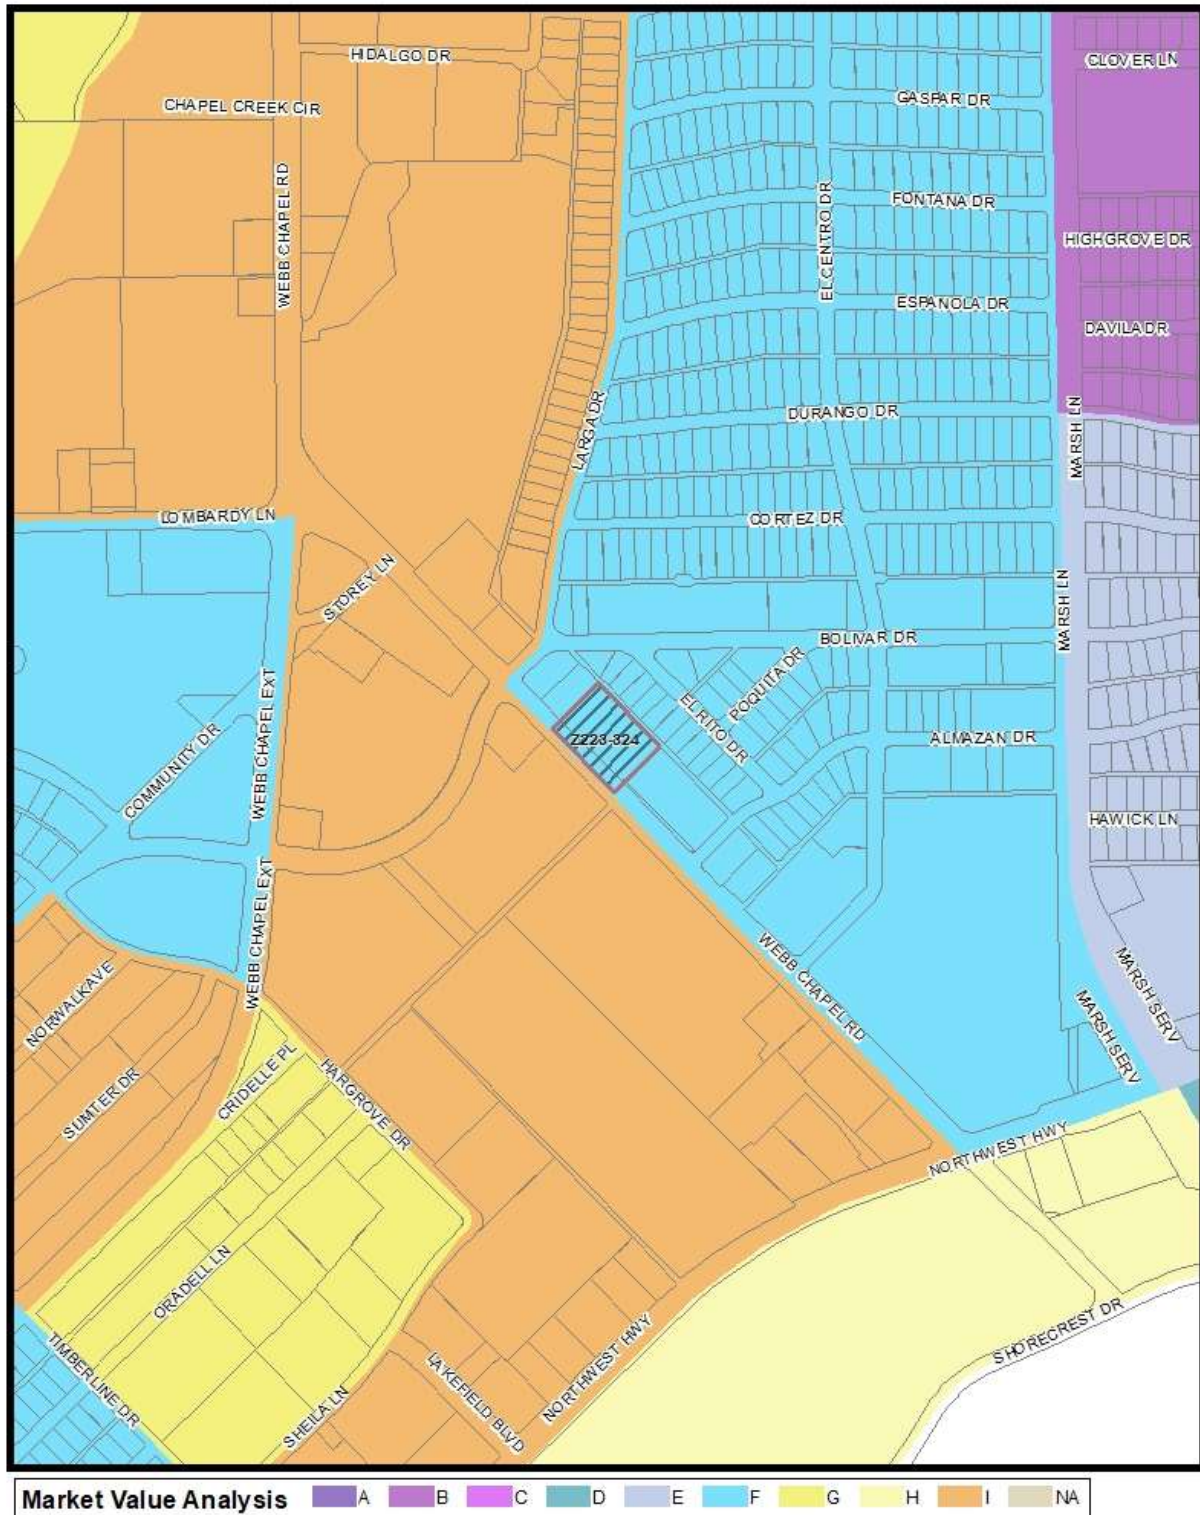 HIDALGO DR
CLOVER LN
GASPAR DR
CHAPEL CREEK CIR
WEBB CHAPEL RD
EL CENTRO DR
FONTANA DR
HIGHGROVE DR
ESPANOLA DR
DAVILA DR
LARGA DR
DURANGO DR
MARSH LN
LOMBARDY LN
CORTEZ DR
STOREY LN
MARSH LN
BOLIVAR DR
POQUITA DR
EL RITO DR
WEBB CHAPEL EXT
COMMUNITY DR
Z223-324
ALMAZAN DR
HAWICK LN
WEBB CHAPEL EXT
WEBB CHAPEL RD
MARSH SERV
MARSH SERV
NORWALK AVE
SUMTER DR
CRIDELLE PL
HARGROVE DR
NORTHWEST HWY
ORADELL LN
SHORECREST DR
TIMBERLINE DR
SHEILA LN
LAKEFIELD BLVD
NORTHWEST HWY
Market Value Analysis A B C D E F G H I NA